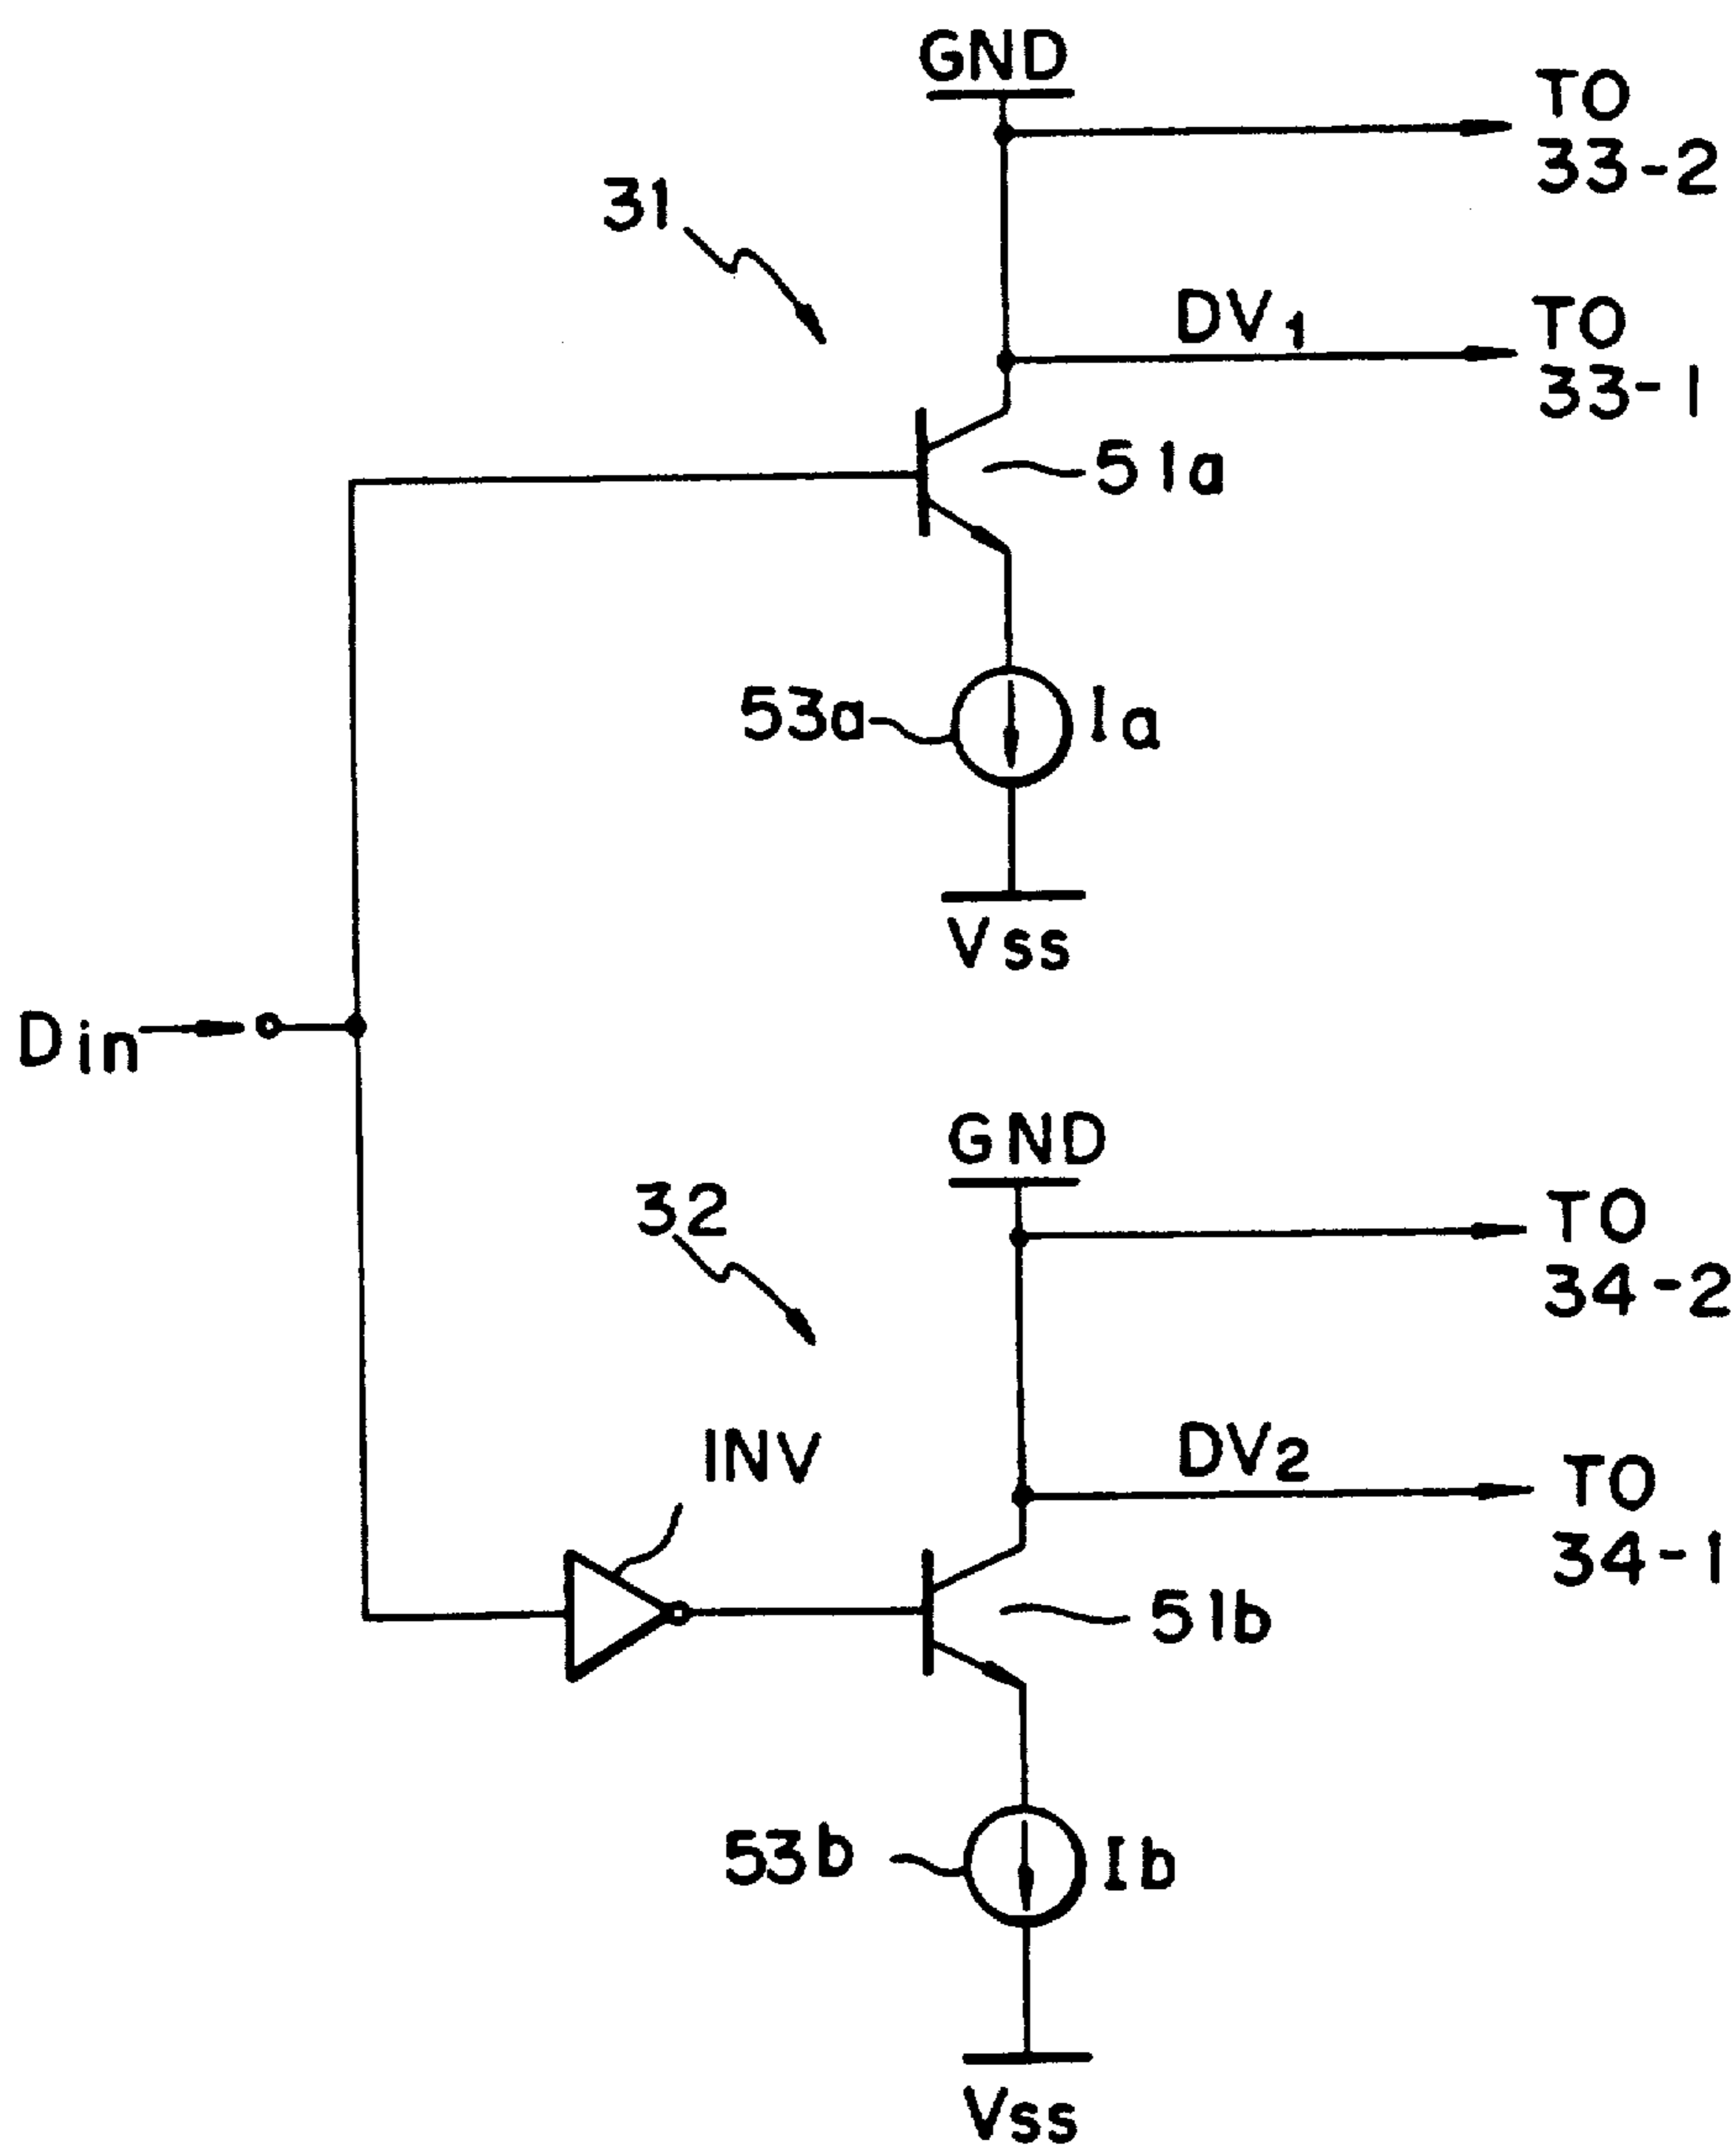 GND
TO
33-2
31
DV1
TO
33-1
51a
53a
Ia
Vss
Din
GND
32
TO
34-2
INV
DV2
TO
34-1
51b
53b
Ib
Vss